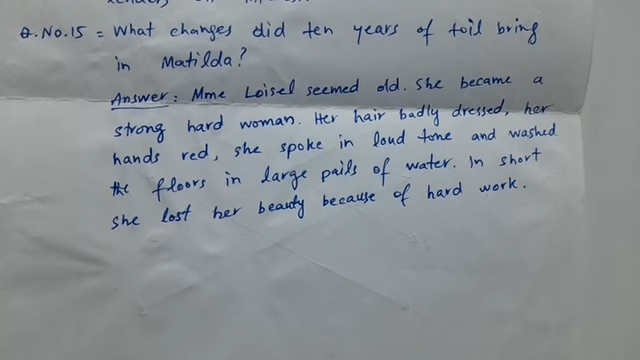 Q.No.15 = What changes did ten years of toil bring
in Matilda?
Answer: Mme Loisel seemed old. She became a
strong hard woman. Her hair badly dressed, her
hands red, she spoke in loud tone and washed
the floors in large pails of water. In short
she lost her beauty because of hard work.